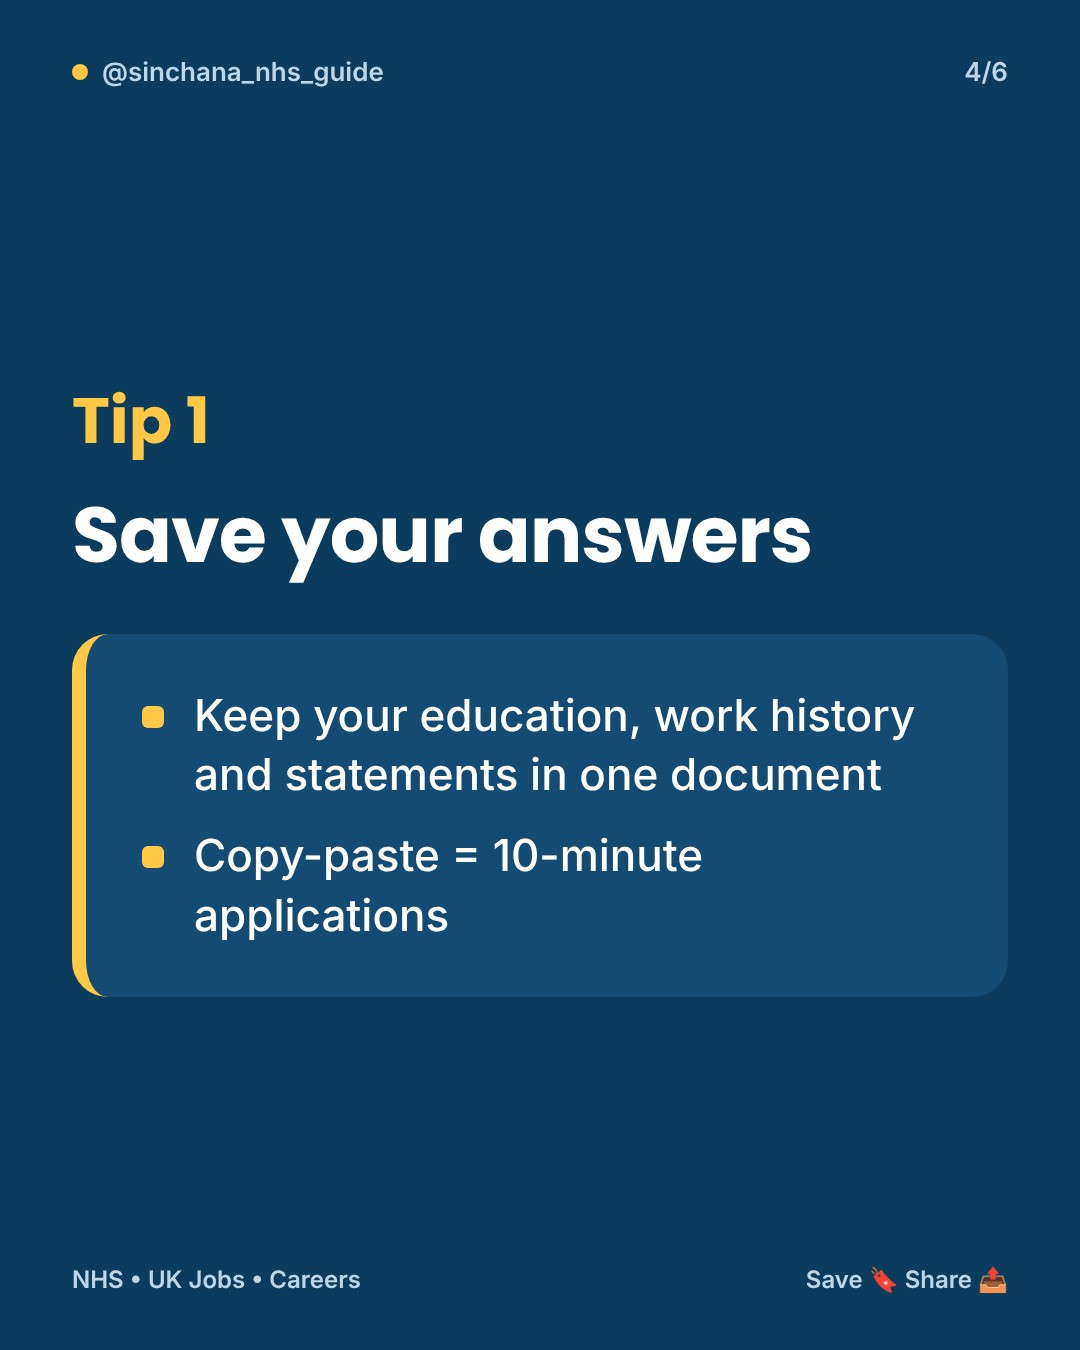 @sinchana_nhs_guide
4/6
Tip 1
Save your answers
Keep your education, work history
and statements in one document
Copy-paste = 10-minute
applications
NHS • UK Jobs • Careers
Save 🔖 Share 📤